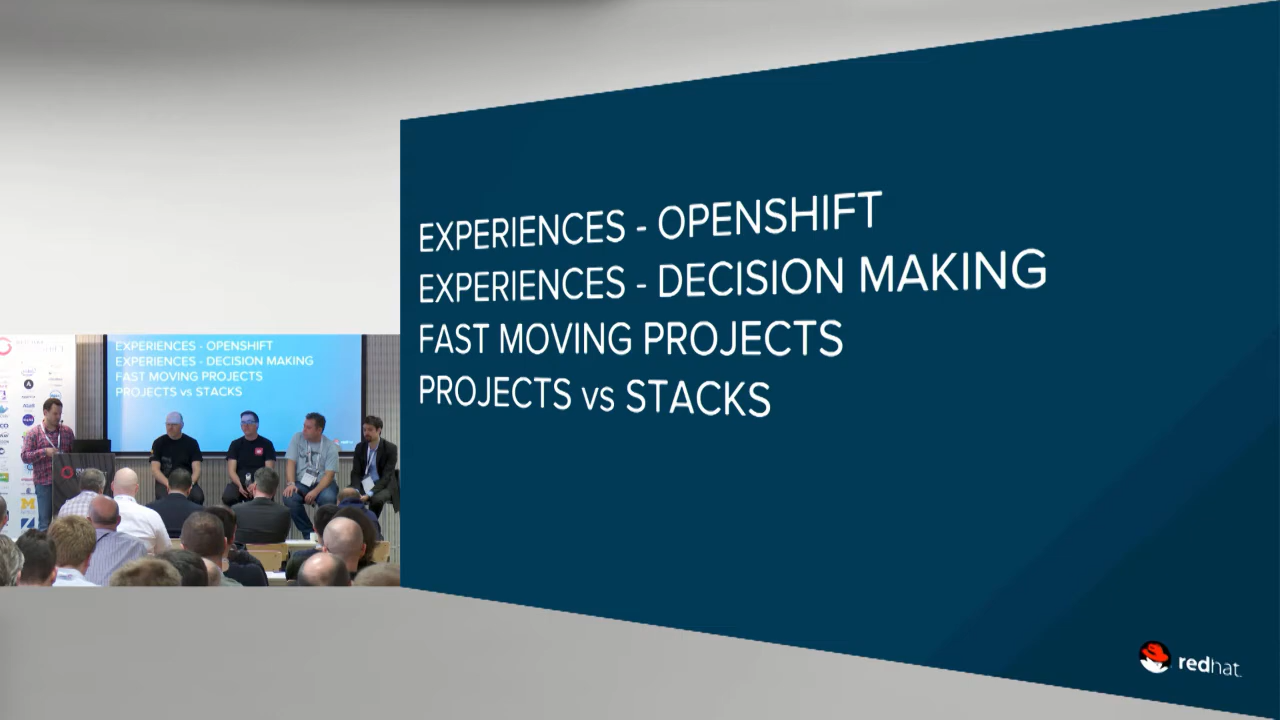 EXPERIENCES - OPENSHIFT
EXPERIENCES - DECISION MAKING
FAST MOVING PROJECTS
PROJECTS vs STACKS
redhat.
EXPERIENCES - OPENSHIFT
EXPERIENCES - DECISION MAKING
FAST MOVING PROJECTS
PROJECTS vs STACKS